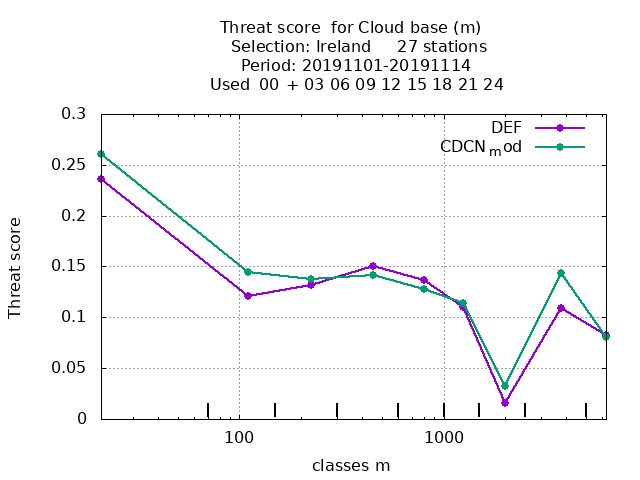 Threat score  for Cloud base (m)
Selection: Ireland     27 stations
Period: 20191101-20191114
Used  00 + 03 06 09 12 15 18 21 24
0.3
DEF
CDCN_mod
0.25
0.2
0.15
0.1
0.05
0
Threat score
100
1000
classes m